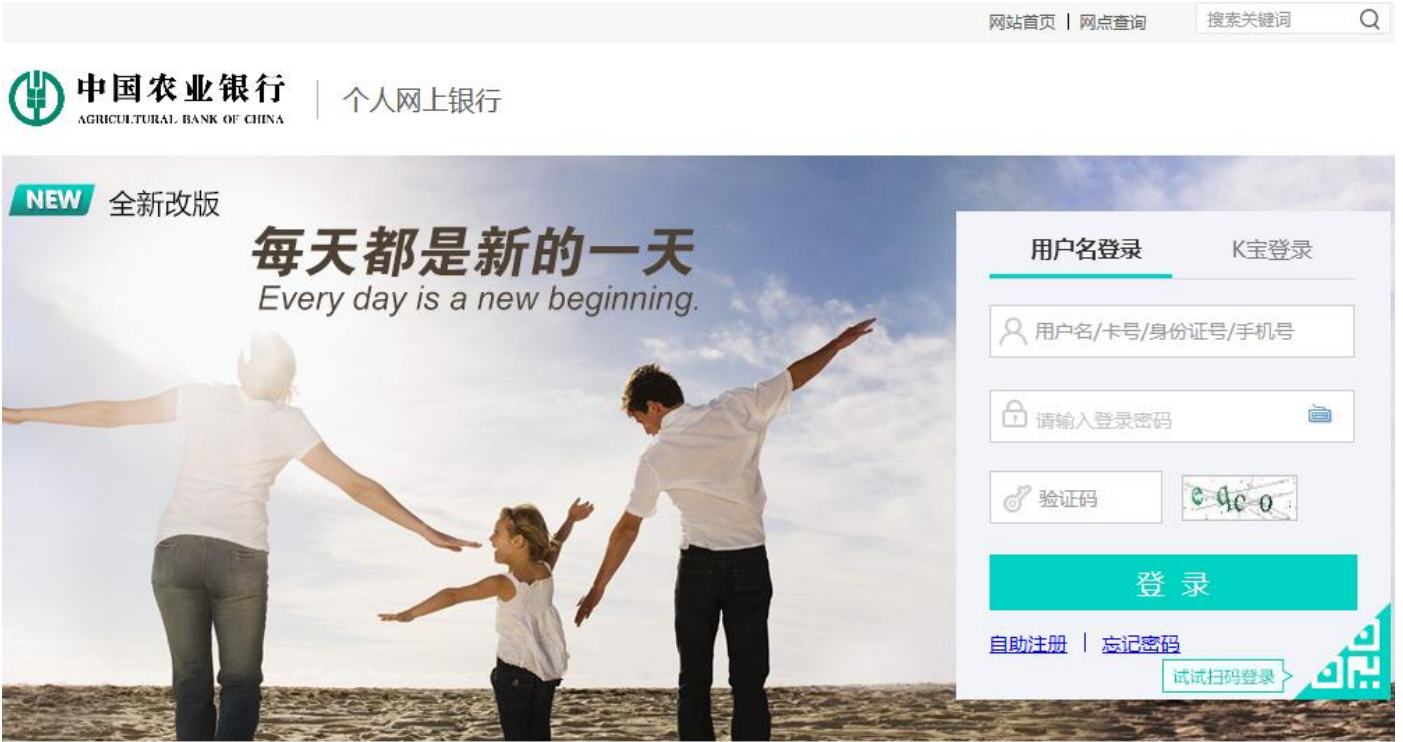 网站首页 | 网点查询 搜索关键词
中国农业银行 个人网上银行
AGRICULTURAL BANK OF CHINA
NEW 全新改版
每天都是新的一天
Every day is a new beginning.
用户名登录 K宝登录
用户名/卡号/身份证号/手机号
请输入登录密码
验证码 eqco
登 录
自助注册 | 忘记密码
试试扫码登录